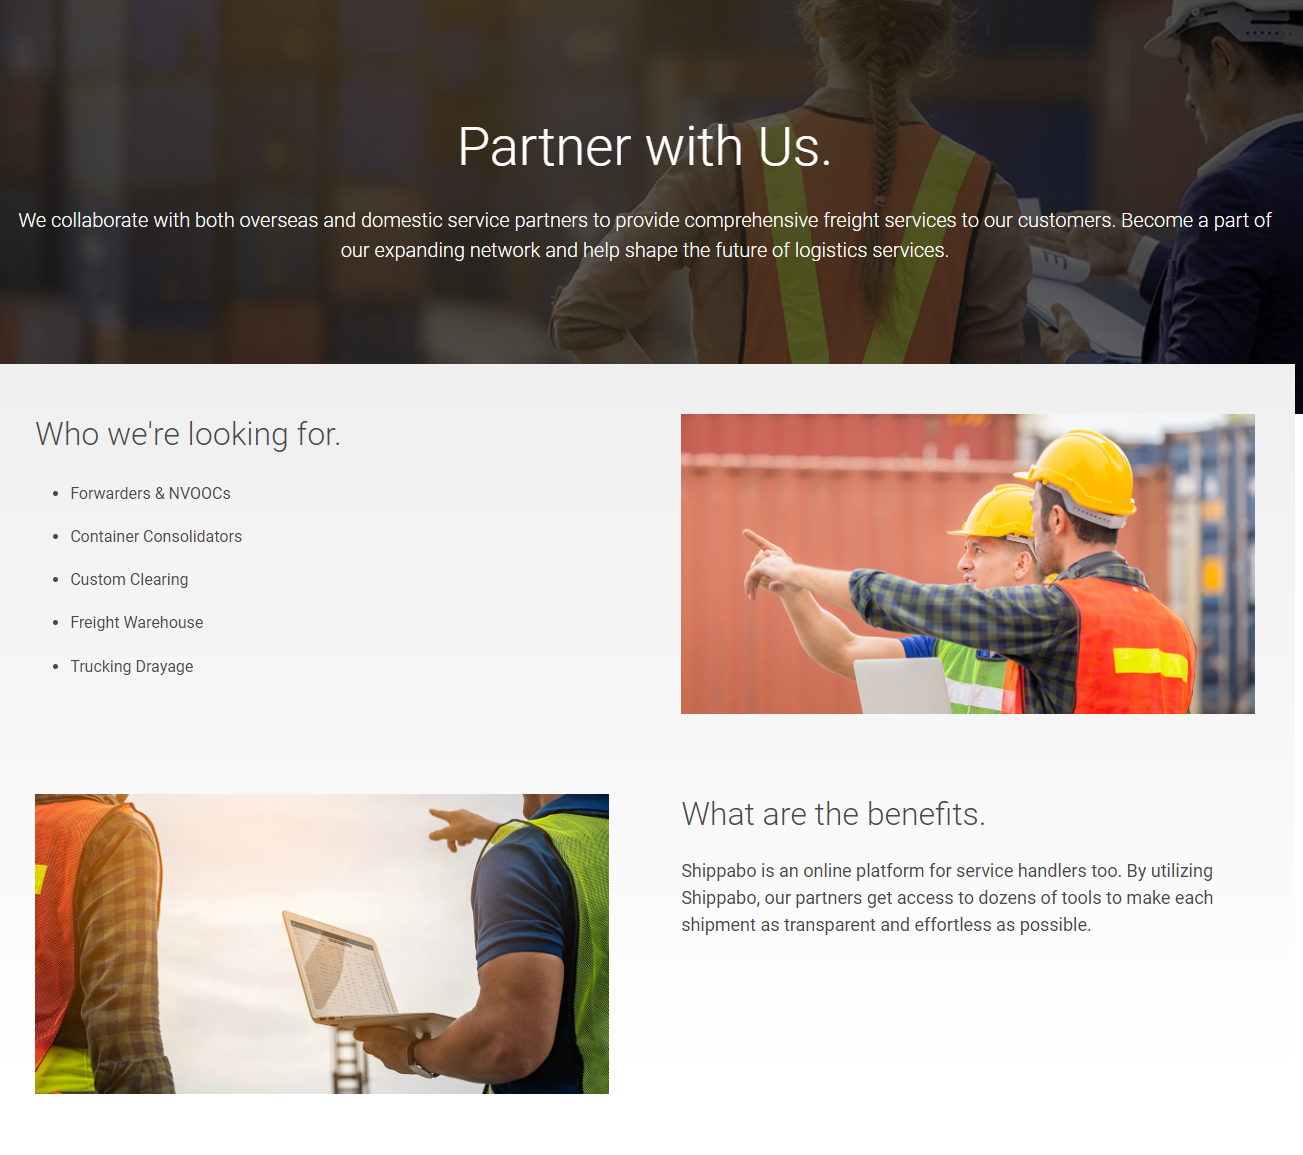 Partner with Us.
We collaborate with both overseas and domestic service partners to provide comprehensive freight services to our customers. Become a part of
our expanding network and help shape the future of logistics services.
Who we're looking for.
• Forwarders & NVOOCs
• Container Consolidators
• Custom Clearing
• Freight Warehouse
• Trucking Drayage
What are the benefits.
Shippabo is an online platform for service handlers too. By utilizing
Shippabo, our partners get access to dozens of tools to make each
shipment as transparent and effortless as possible.